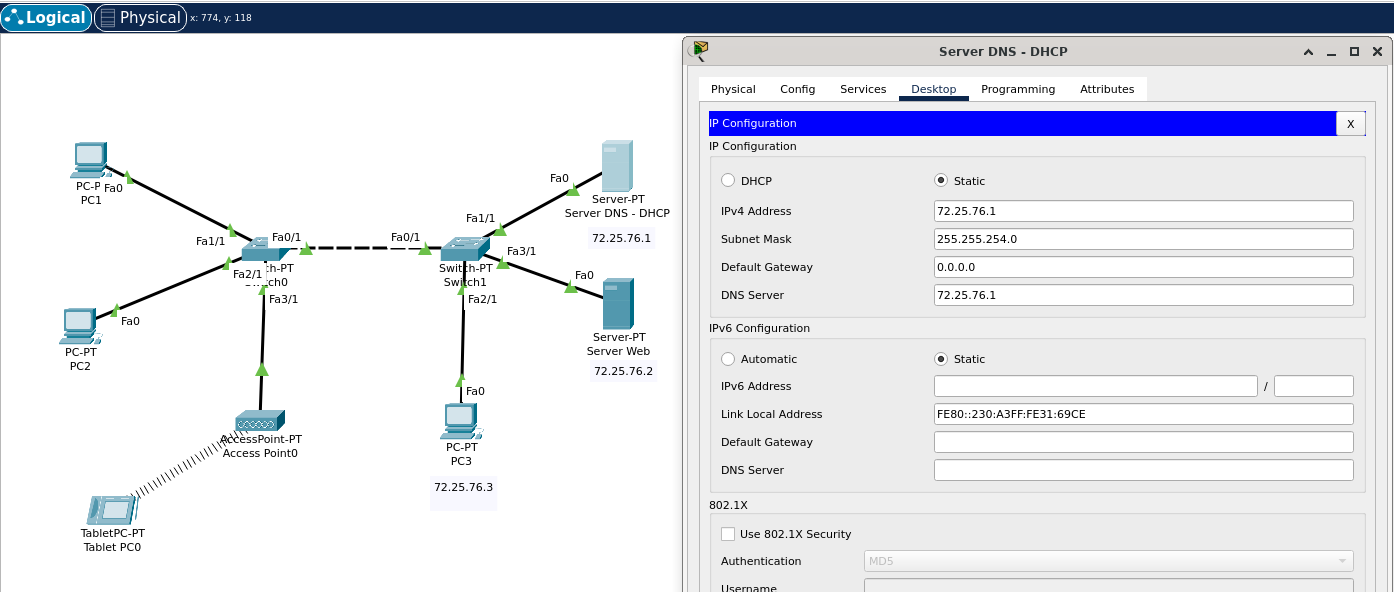 Logical Physical x: 774, y: 118
PC-P Fa0
PC1
Fa1/1
Fa0/1
Fa2/1
ch-PT
ch0
Fa3/1
Fa0
PC-PT
PC2
AccessPoint-PT
Access Point0
TabletPC-PT
Tablet PC0
Fa0/1
Fa1/1
Fa3/1
Switch-PT
Switch1
Fa2/1
Fa0
PC-PT
PC3
72.25.76.3
Fa0
Server-PT
Server DNS - DHCP
72.25.76.1
Fa0
Server-PT
Server Web
72.25.76.2
Server DNS - DHCP
Physical Config Services Desktop Programming Attributes
IP Configuration X
IP Configuration
DHCP Static
IPv4 Address 72.25.76.1
Subnet Mask 255.255.254.0
Default Gateway 0.0.0.0
DNS Server 72.25.76.1
IPv6 Configuration
Automatic Static
IPv6 Address /
Link Local Address FE80::230:A3FF:FE31:69CE
Default Gateway
DNS Server
802.1X
Use 802.1X Security
Authentication MD5
Username